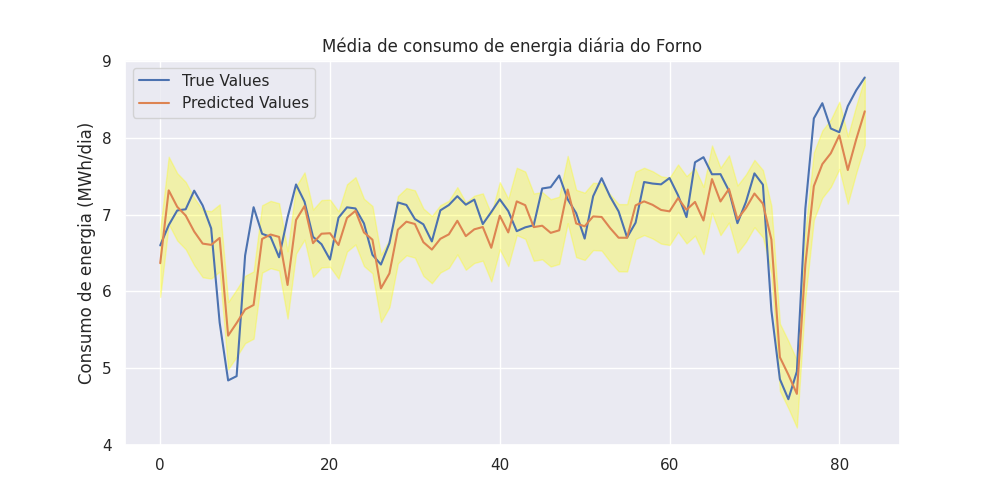 Média de consumo de energia diária do Forno
True Values
Predicted Values
Consumo de energia (MWh/dia)
9
8
7
6
5
4
0
20
40
60
80